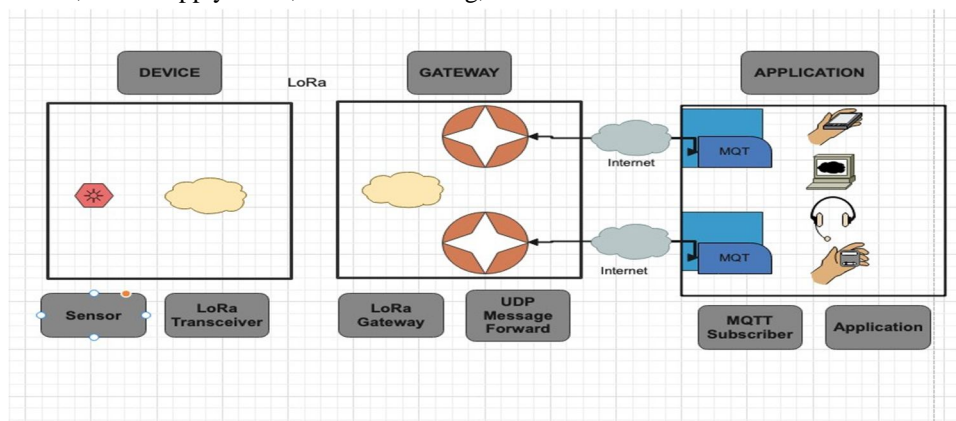 supply
DEVICE
LoRa
GATEWAY
APPLICATION
Internet
MQT
Internet
MQT
Sensor
LoRa
Transceiver
LoRa
Gateway
UDP
Message
Forward
MQTT
Subscriber
Application